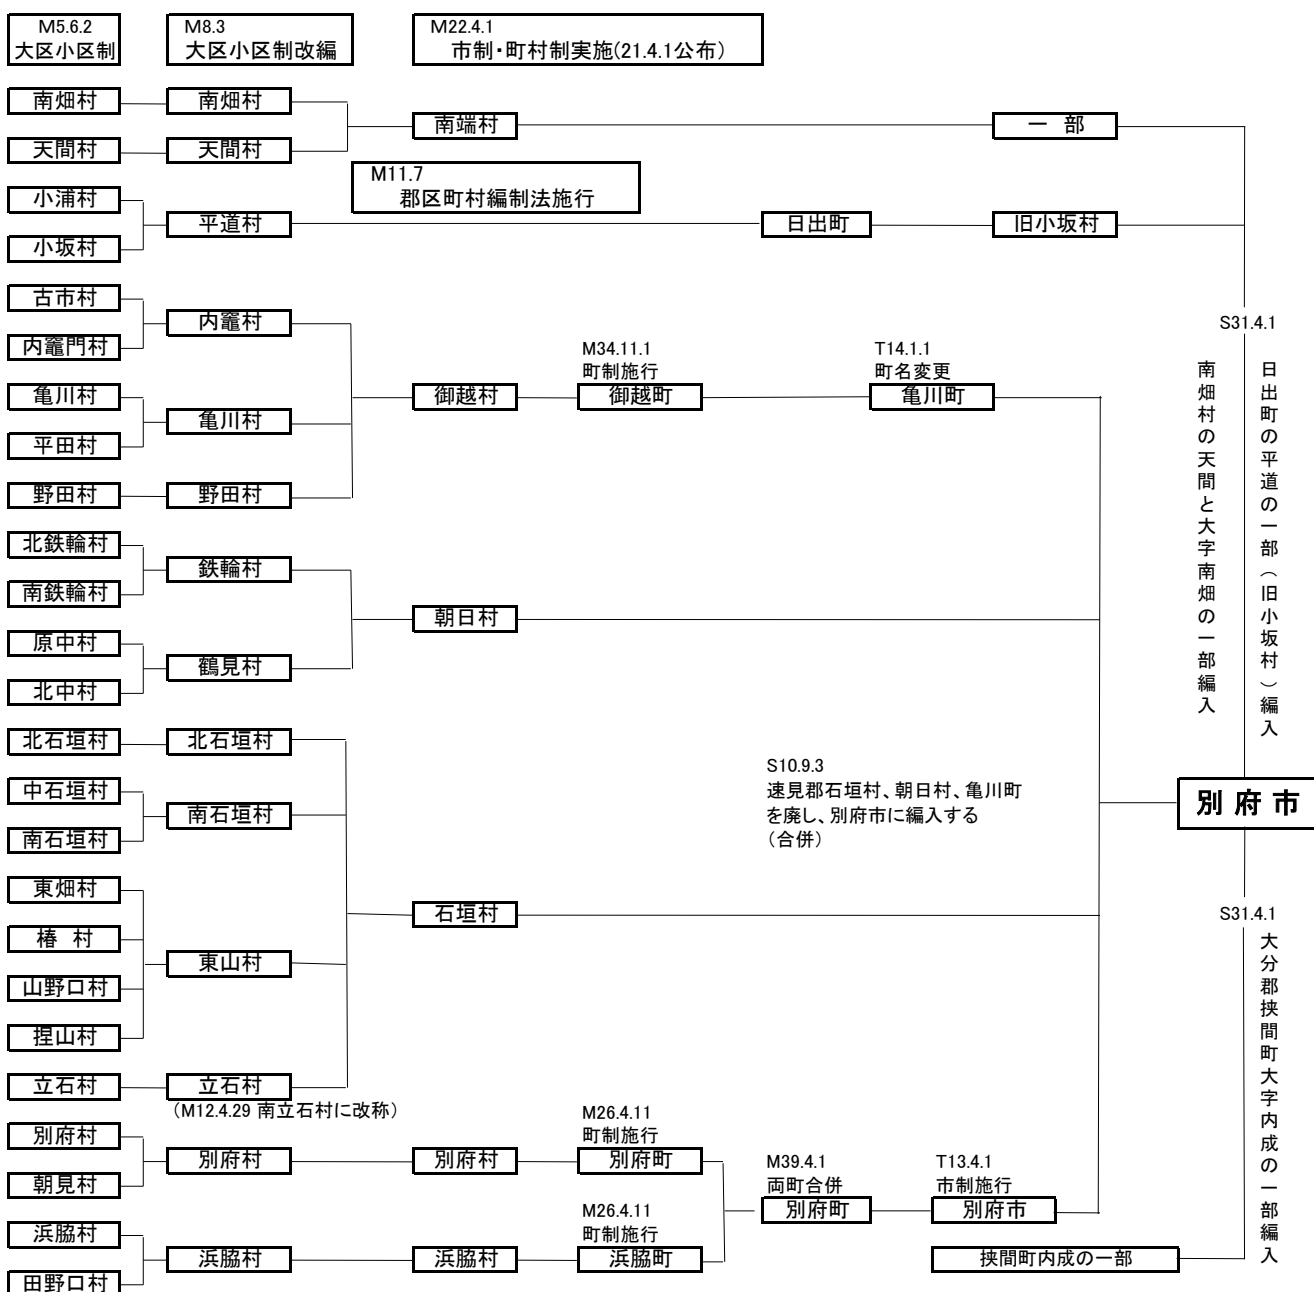 M5.6.2
大区小区制
M8.3
大区小区制改編
M22.4.1
市制・町村制実施(21.4.1公布)
南畑村
南畑村
南端村
一 部
天間村
天間村
M11.7
郡区町村編制法施行
小浦村
平道村
日出町
旧小坂村
小坂村
古市村
内竈村
内竈門村
S31.4.1
日出町の平道の一部(旧小坂村)編入
南畑村の天間と大字南畑の一部編入
M34.11.1
町制施行
T14.1.1
町名変更
亀川村
亀川村
御越村
御越町
亀川町
平田村
野田村
野田村
北鉄輪村
鉄輪村
南鉄輪村
朝日村
原中村
鶴見村
北中村
北石垣村
北石垣村
中石垣村
南石垣村
南石垣村
S10.9.3
速見郡石垣村、朝日村、亀川町
を廃し、別府市に編入する
(合併)
別府市
東畑村
石垣村
椿 村
東山村
山野口村
捏山村
S31.4.1
大分郡挾間町大字内成の一部編入
立石村
立石村
(M12.4.29 南立石村に改称)
別府村
別府村
別府村
M26.4.11
町制施行
別府町
朝見村
M39.4.1
両町合併
別府町
T13.4.1
市制施行
別府市
浜脇村
浜脇村
浜脇村
M26.4.11
町制施行
浜脇町
挾間町内成の一部
田野口村